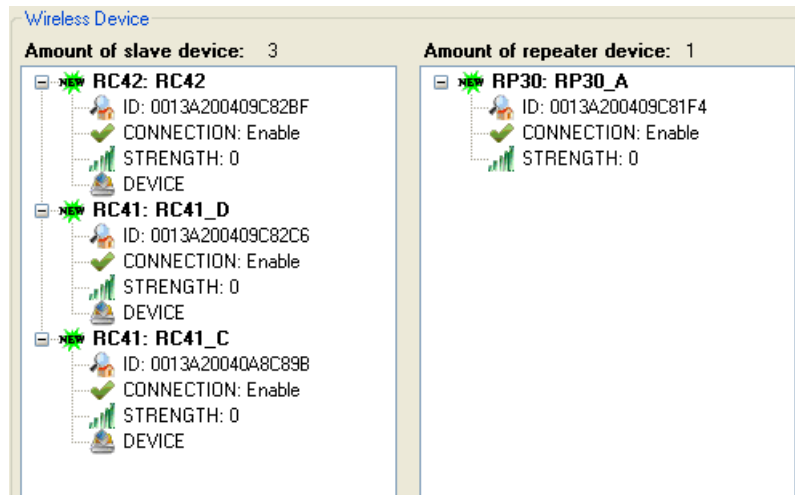 Wireless Device
Amount of slave device: 3
NEW RC42: RC42
ID: 0013A200409C82BF
CONNECTION: Enable
STRENGTH: 0
DEVICE
NEW RC41: RC41_D
ID: 0013A200409C82C6
CONNECTION: Enable
STRENGTH: 0
DEVICE
NEW RC41: RC41_C
ID: 0013A20040A8C89B
CONNECTION: Enable
STRENGTH: 0
DEVICE
Amount of repeater device: 1
NEW RP30: RP30_A
ID: 0013A200409C81F4
CONNECTION: Enable
STRENGTH: 0